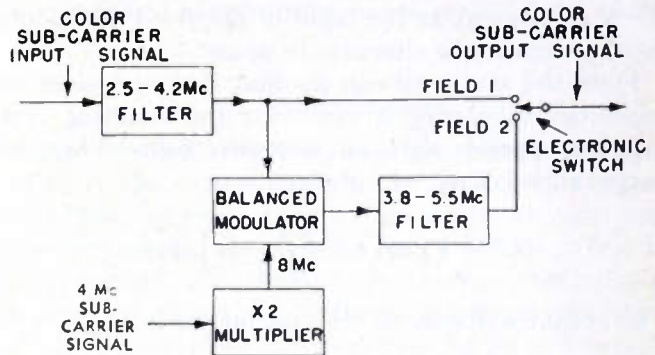 COLOR
SUB-CARRIER
INPUT SIGNAL
COLOR
SUB-CARRIER
OUTPUT SIGNAL
2.5-4.2Mc
FILTER
FIELD I
FIELD 2
ELECTRONIC
SWITCH
BALANCED
MODULATOR
3.8-5.5Mc
FILTER
8Mc
4 Mc
SUB-
CARRIER
SIGNAL
X2
MULTIPLIER